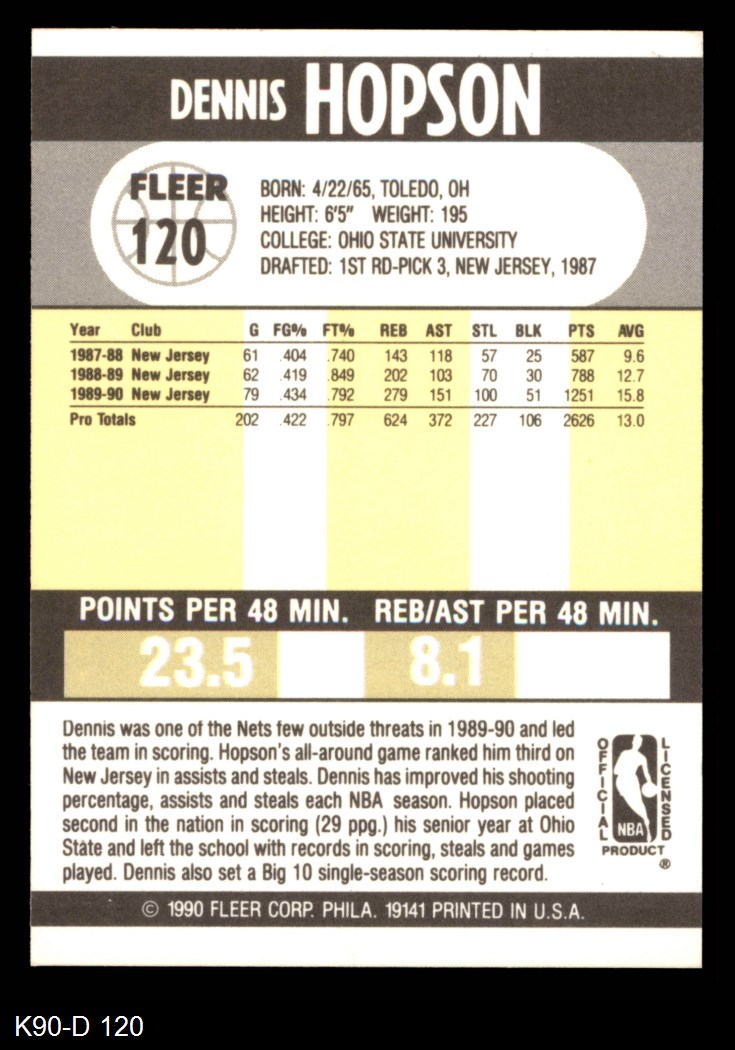 DENNIS HOPSON
FLEER
120
BORN: 4/22/65, TOLEDO, OH
HEIGHT: 6'5" WEIGHT: 195
COLLEGE: OHIO STATE UNIVERSITY
DRAFTED: 1ST RD-PICK 3, NEW JERSEY, 1987
Year Club G FG% FT% REB AST STL BLK PTS AVG
1987-88 New Jersey 61 .404 .740 143 118 57 25 587 9.6
1988-89 New Jersey 62 .419 .849 202 103 70 30 788 12.7
1989-90 New Jersey 79 .434 .792 279 151 100 51 1251 15.8
Pro Totals 202 .422 .797 624 372 227 106 2626 13.0
POINTS PER 48 MIN. REB/AST PER 48 MIN.
23.5 8.1
Dennis was one of the Nets few outside threats in 1989-90 and led
the team in scoring. Hopson's all-around game ranked him third on
New Jersey in assists and steals. Dennis has improved his shooting
percentage, assists and steals each NBA season. Hopson placed
second in the nation in scoring (29 ppg.) his senior year at Ohio
State and left the school with records in scoring, steals and games
played. Dennis also set a Big 10 single-season scoring record.
OFFICIAL LICENSED
NBA
PRODUCT
®
© 1990 FLEER CORP. PHILA. 19141 PRINTED IN U.S.A.
K90-D 120